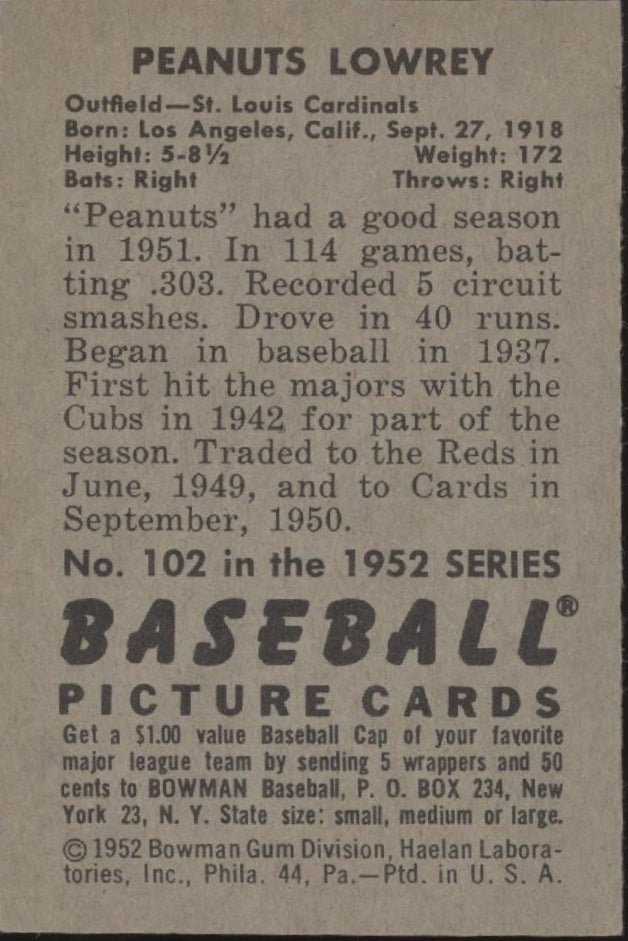 PEANUTS LOWREY
Outfield—St. Louis Cardinals
Born: Los Angeles, Calif., Sept. 27, 1918
Height: 5-8½ Weight: 172
Bats: Right Throws: Right
“Peanuts” had a good season
in 1951. In 114 games, bat-
ting .303. Recorded 5 circuit
smashes. Drove in 40 runs.
Began in baseball in 1937.
First hit the majors with the
Cubs in 1942 for part of the
season. Traded to the Reds in
June, 1949, and to Cards in
September, 1950.
No. 102 in the 1952 SERIES
BASEBALL®
PICTURE CARDS
Get a $1.00 value Baseball Cap of your favorite
major league team by sending 5 wrappers and 50
cents to BOWMAN Baseball, P. O. BOX 234, New
York 23, N. Y. State size: small, medium or large.
© 1952 Bowman Gum Division, Haelan Labora-
tories, Inc., Phila. 44, Pa.—Ptd. in U. S. A.